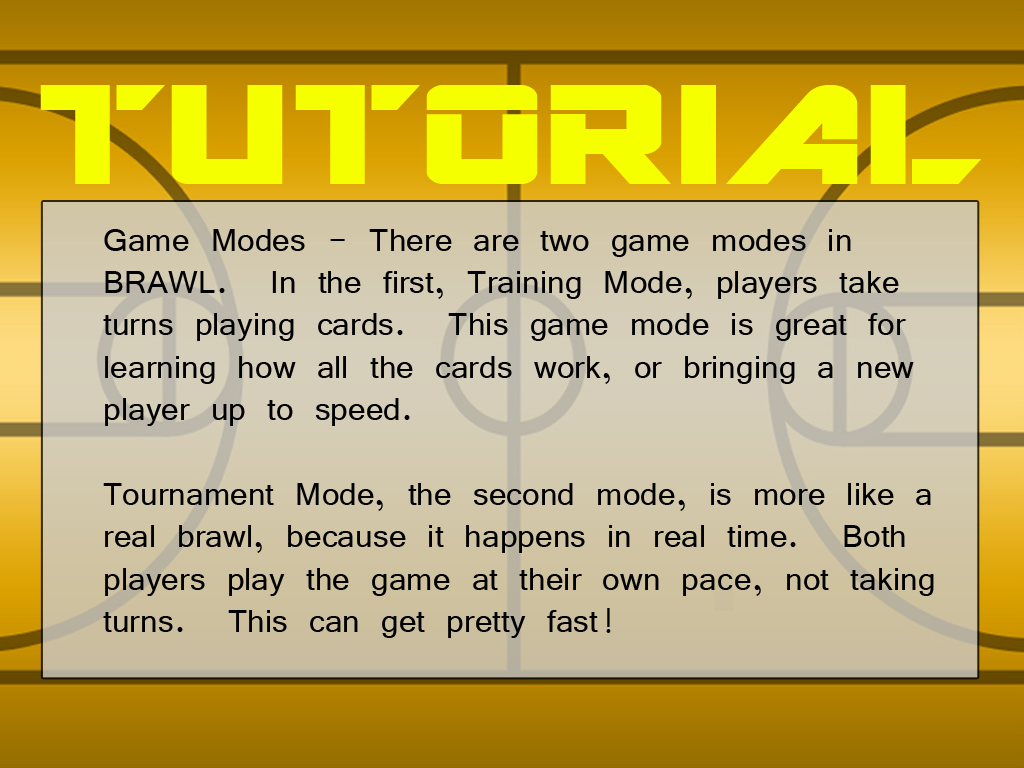 TUTORIAL
Game Modes - There are two game modes in
BRAWL.  In the first, Training Mode, players take
turns playing cards.  This game mode is great for
learning how all the cards work, or bringing a new
player up to speed.
Tournament Mode, the second mode, is more like a
real brawl, because it happens in real time.  Both
players play the game at their own pace, not taking
turns.  This can get pretty fast!